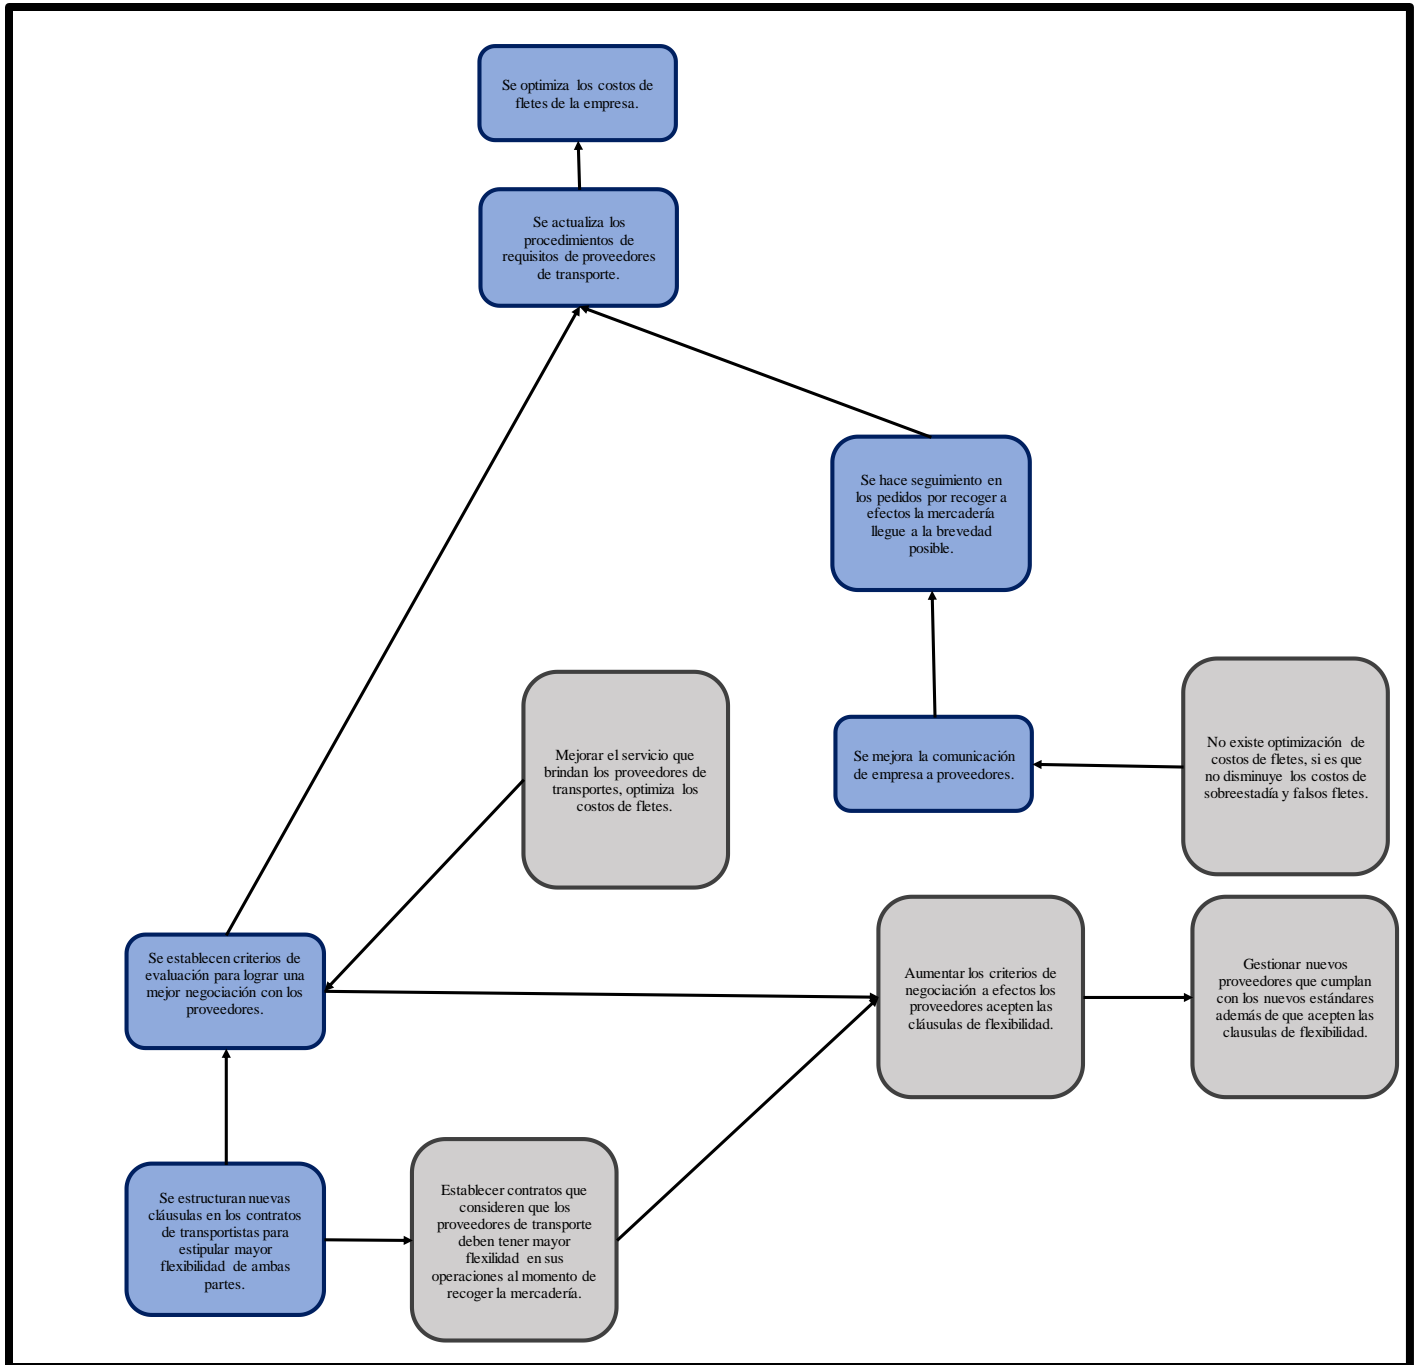 Se optimiza los costos de
fletes de la empresa.
Se actualiza los
procedimientos de
requisitos de proveedores
de transporte.
Se hace seguimiento en
los pedidos por recoger a
efectos la mercadería
llegue a la brevedad
posible.
Mejorar el servicio que
brindan los proveedores de
transportes, optimiza los
costos de fletes.
Se mejora la comunicación
de empresa a proveedores.
No existe optimización de
costos de fletes, si es que
no disminuye los costos de
sobreestadía y falsos fletes.
Se establecen criterios de
evaluación para lograr una
mejor negociación con los
proveedores.
Aumentar los criterios de
negociación a efectos los
proveedores acepten las
cláusulas de flexibilidad.
Gestionar nuevos
proveedores que cumplan
con los nuevos estándares
además de que acepten las
clausulas de flexibilidad.
Se estructuran nuevas
cláusulas en los contratos
de transportistas para
estipular mayor
flexibilidad de ambas
partes.
Establecer contratos que
consideren que los
proveedores de transporte
deben tener mayor
flexilidad en sus
operaciones al momento de
recoger la mercadería.